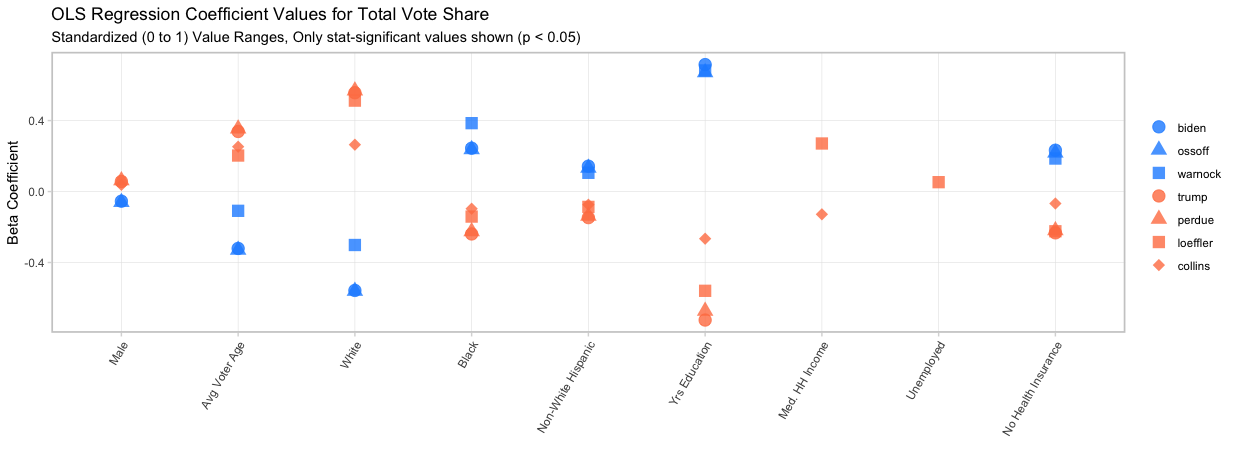 OLS Regression Coefficient Values for Total Vote Share
Standardized (0 to 1) Value Ranges, Only stat-significant values shown (p < 0.05)
Beta Coefficient
0.4
0.0
-0.4
Male
Avg Voter Age
White
Black
Non-White Hispanic
Yrs Education
Med. HH Income
Unemployed
No Health Insurance
biden
ossoff
warnock
trump
perdue
loeffler
collins